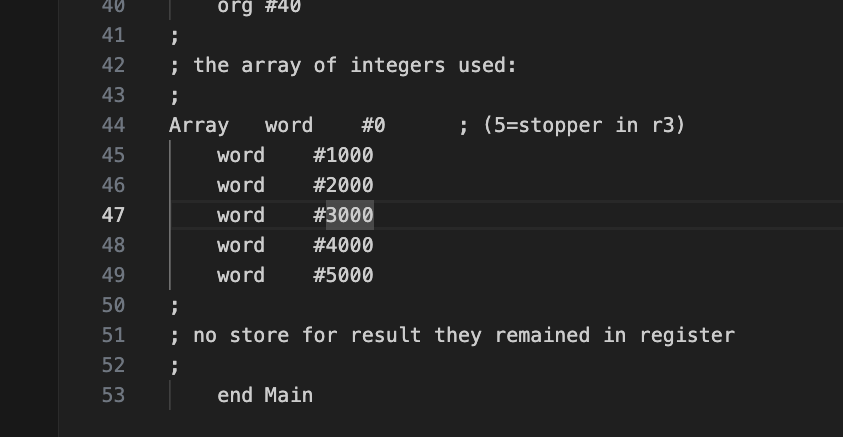 40 org #40
41 ;
42 ; the array of integers used:
43 ;
44 Array word #0 ; (5=stopper in r3)
45 word #1000
46 word #2000
47 word #3000
48 word #4000
49 word #5000
50 ;
51 ; no store for result they remained in register
52 ;
53 end Main